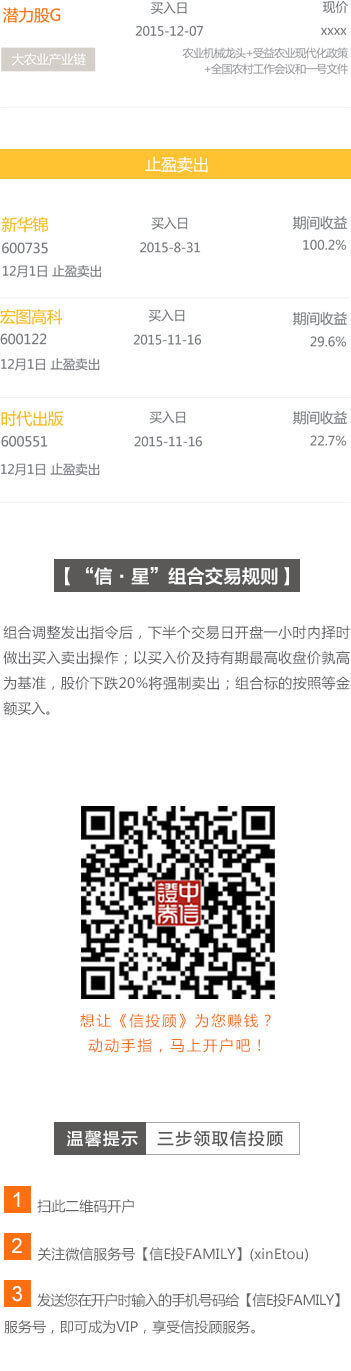 潜力股G 买入日 现价
2015-12-07 xxxx
大农业产业链 农业机械龙头+受益农业现代化政策
+全国农村工作会议和一号文件
止盈卖出
新华锦 买入日 期间收益
600735 2015-8-31 100.2%
12月1日 止盈卖出
宏图高科 买入日 期间收益
600122 2015-11-16 29.6%
12月1日 止盈卖出
时代出版 买入日 期间收益
600551 2015-11-16 22.7%
12月1日 止盈卖出
【“信·星”组合交易规则】
组合调整发出指令后，下半个交易日开盘一小时内择时
做出买入卖出操作；以买入价及持有期最高收盘价孰高
为基准，股价下跌20%将强制卖出；组合标的按照等金
额买入。
中信證券
想让《信投顾》为您赚钱？
动动手指，马上开户吧！
温馨提示 三步领取信投顾
1 扫此二维码开户
2 关注微信服务号【信E投FAMILY】(xinEtou)
3 发送您在开户时输入的手机号码给【信E投FAMILY】
服务号，即可成为VIP，享受信投顾服务。